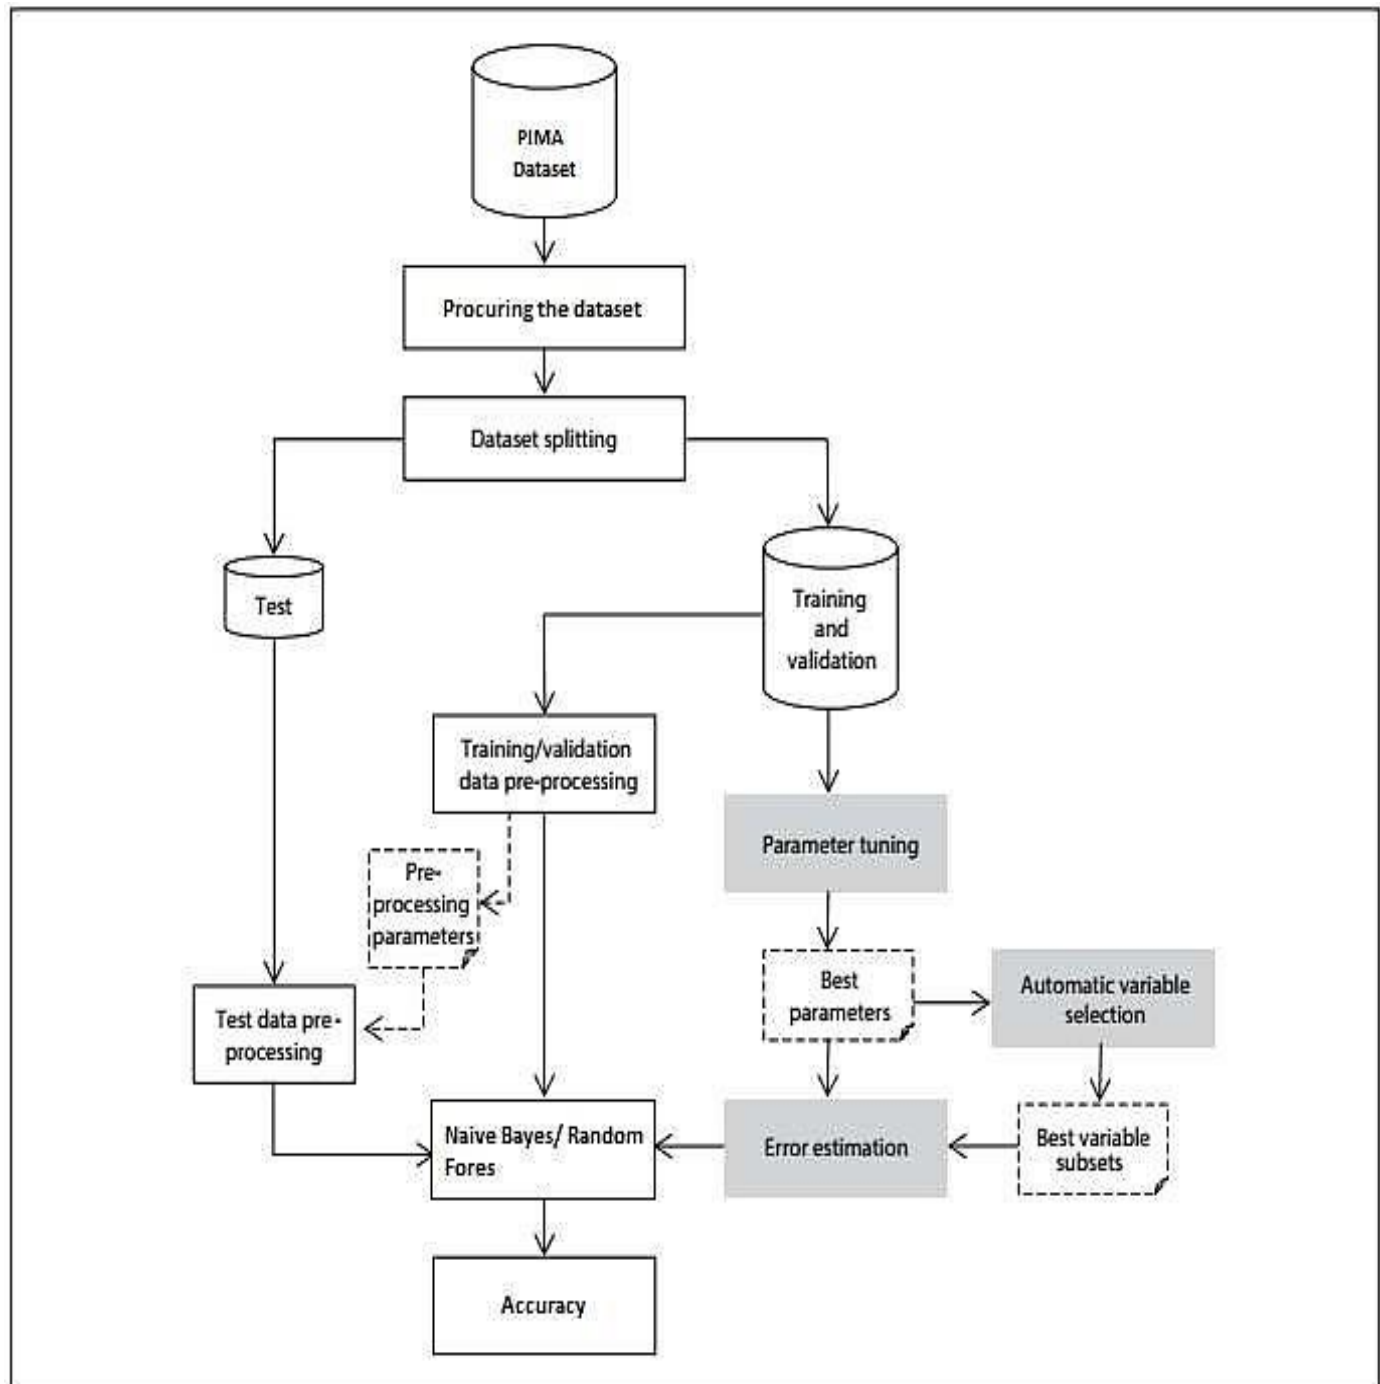 PIMA
Dataset
Procuring the dataset
Dataset splitting
Test
Training
and
validation
Training/validation
data pre-processing
Parameter tuning
Pre-
processing
parameters
Best
parameters
Automatic variable
selection
Test data pre-
processing
Naive Bayes/ Random
Fores
Error estimation
Best variable
subsets
Accuracy